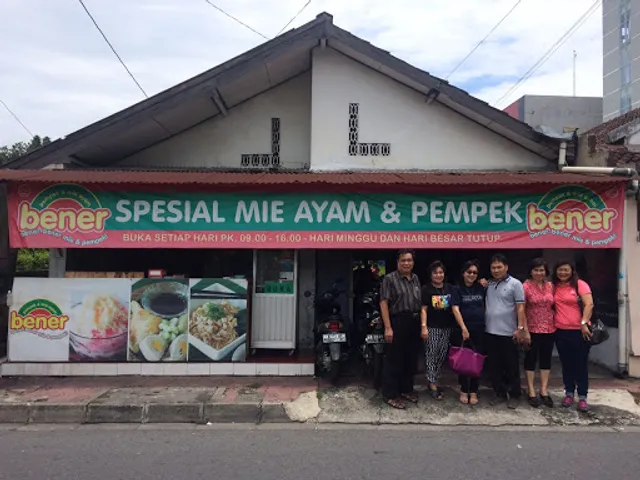 bener
SPESIAL MIE AYAM & PEMPEK
BUKA SETIAP HARI PK. 09.00 - 16.00 - HARI MINGGU DAN HARI BESAR TUTUP
bener
bener